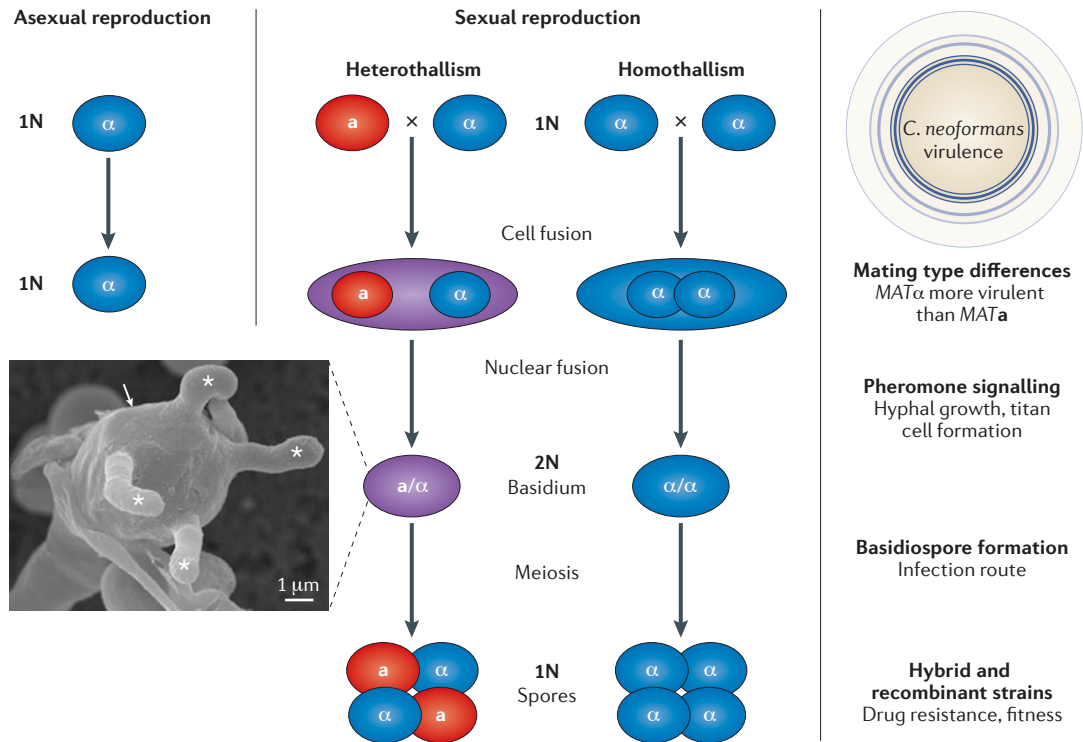 Asexual reproduction
1N
α
1N
α
Sexual reproduction
Heterothallism
Homothallism
a × α
1N
α × α
Cell fusion
a α
α α
Nuclear fusion
a/α
2N
Basidium
α/α
Meiosis
a α
α a
1N
Spores
α α
α α
* * * *
1 μm
C. neoformans
virulence
Mating type differences
MATα more virulent
than MATa
Pheromone signalling
Hyphal growth, titan
cell formation
Basidiospore formation
Infection route
Hybrid and
recombinant strains
Drug resistance, fitness